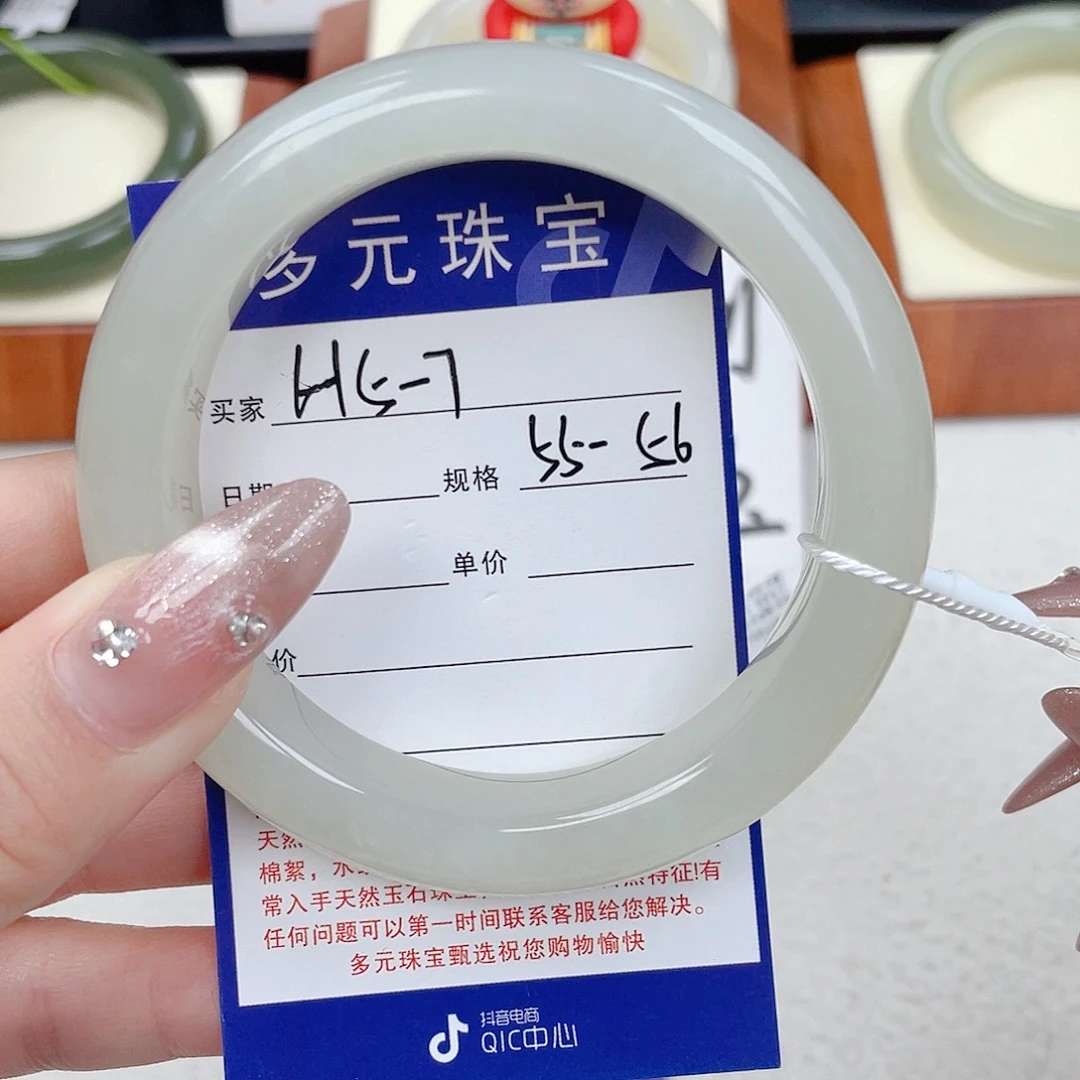 多元珠宝
买家 H5-7
日期 规格 55-56
单价
价
天然
棉絮，
常入手天然玉石珠宝 自然特征!有
任何问题可以第一时间联系客服给您解决。
多元珠宝甄选祝您购物愉快
抖音电商
QIC中心